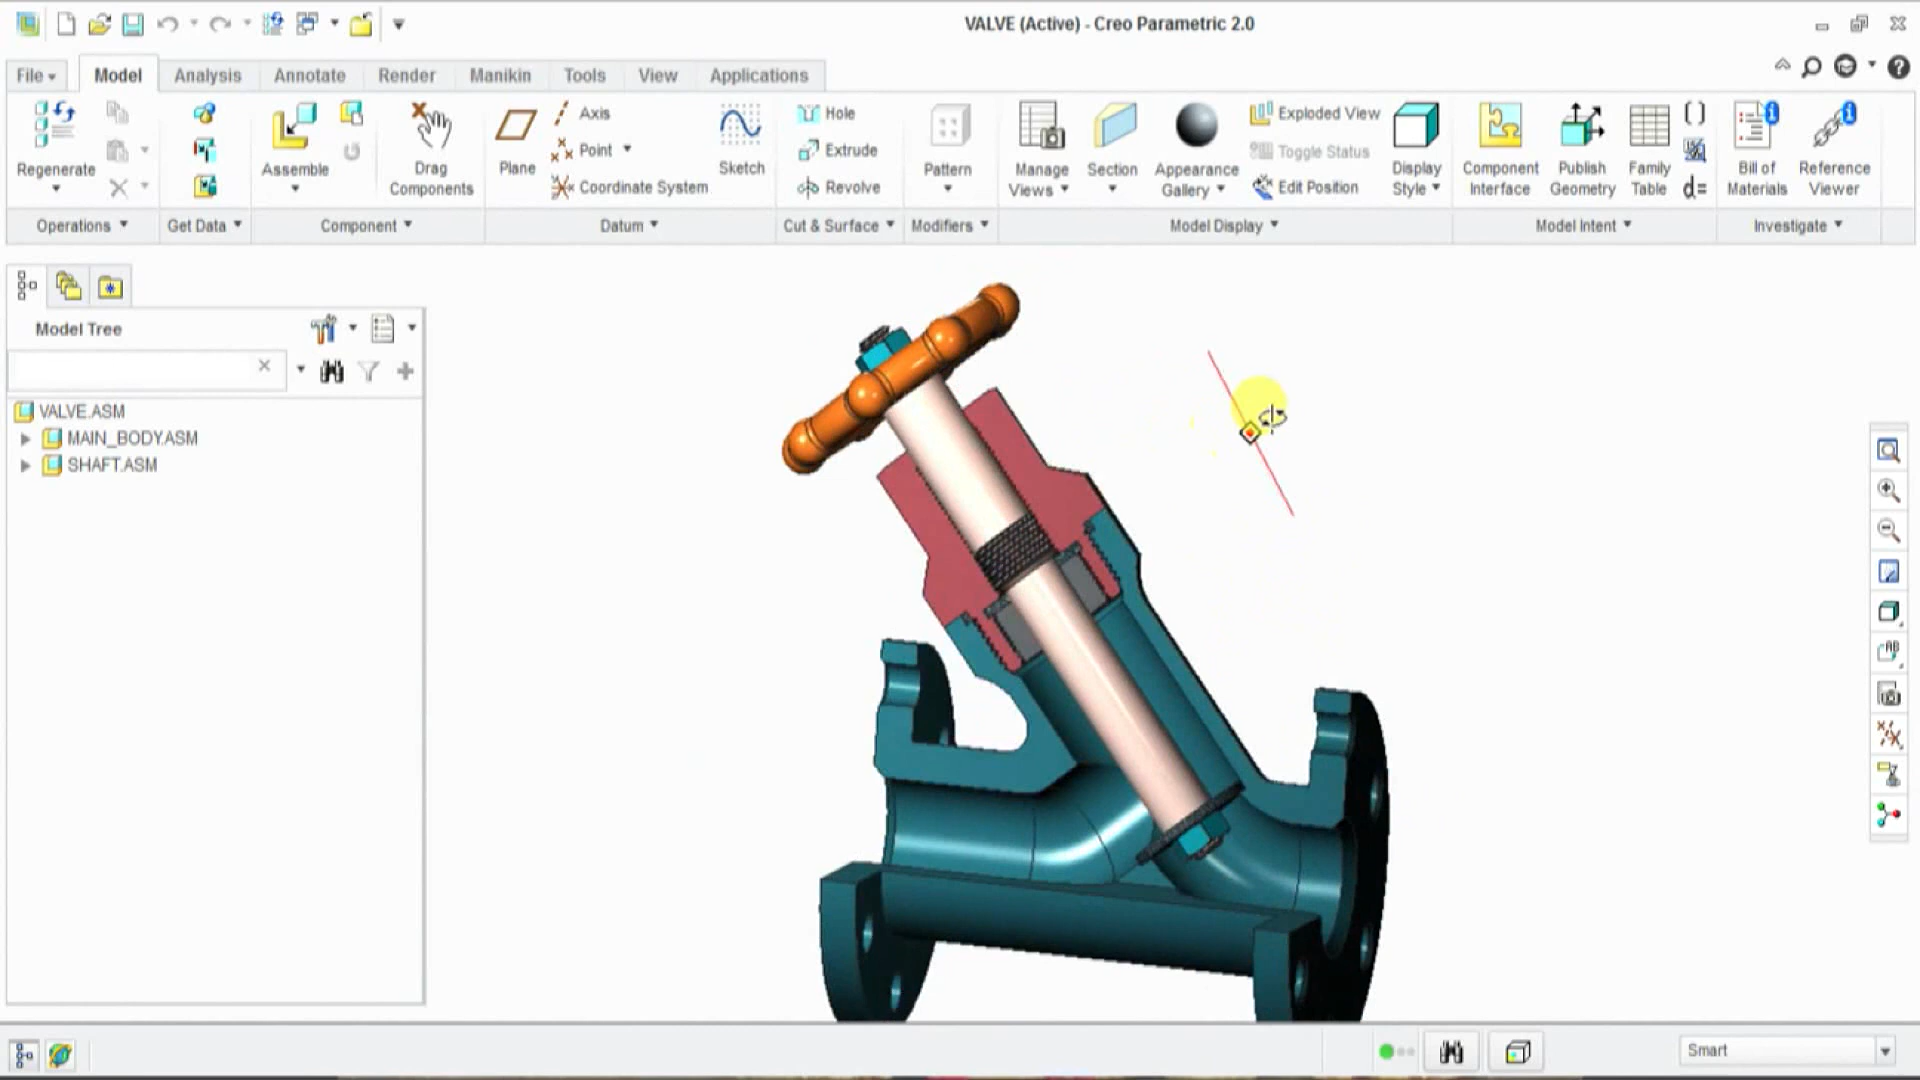 VALVE (Active) - Creo Parametric 2.0
File Model Analysis Annotate Render Manikin Tools View Applications
Regenerate
Assemble
Drag Components
Plane
Axis
Point
Coordinate System
Sketch
Hole
Extrude
Revolve
Pattern
Manage Views
Section
Appearance Gallery
Exploded View
Toggle Status
Edit Position
Display Style
Component Interface
Publish Geometry
Family Table
d=
Bill of Materials
Reference Viewer
Operations Get Data Component Datum Cut & Surface Modifiers Model Display Model Intent Investigate
Model Tree
VALVE.ASM
MAIN_BODY.ASM
SHAFT.ASM
Smart